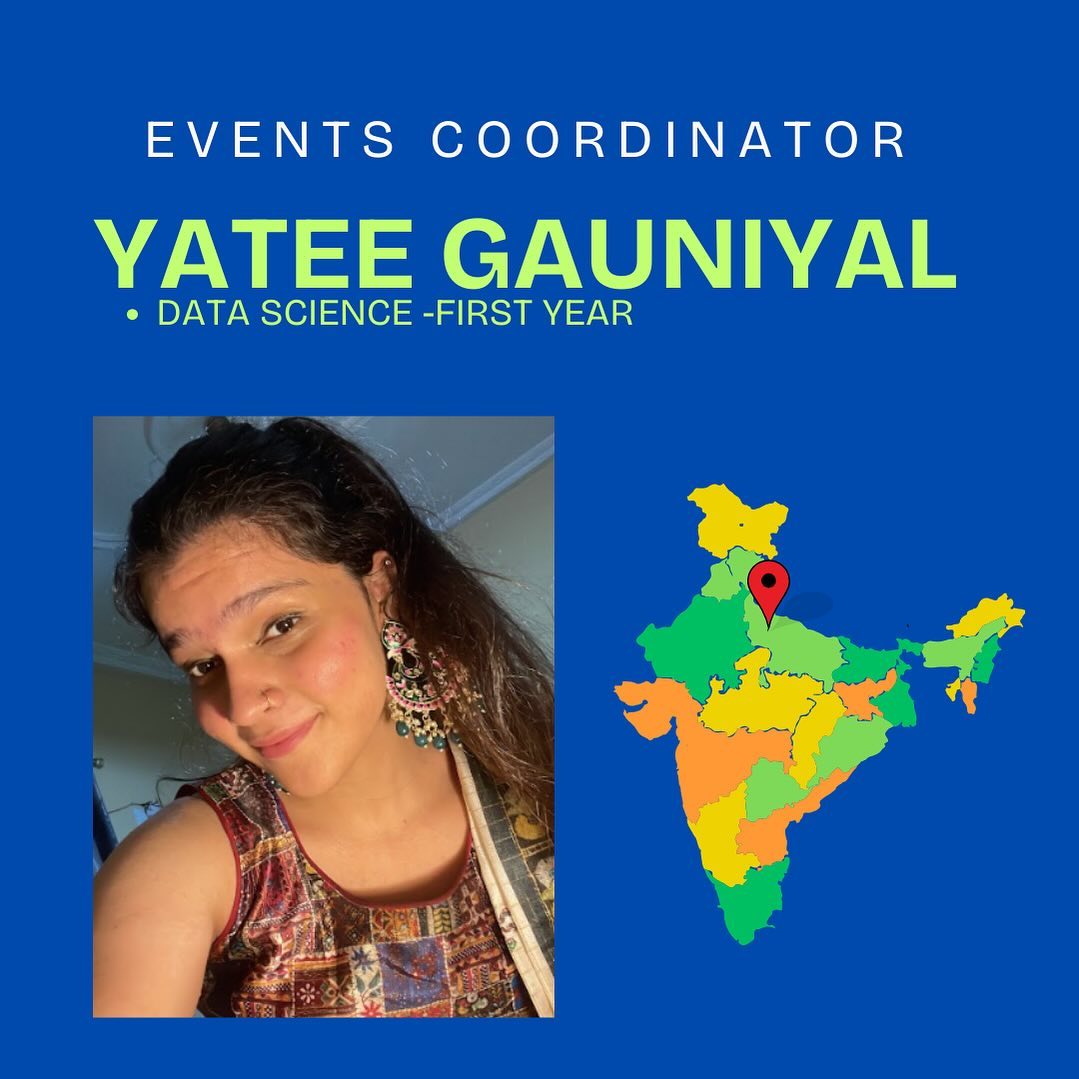 EVENTS COORDINATOR
YATEE GAUNIYAL
• DATA SCIENCE -FIRST YEAR